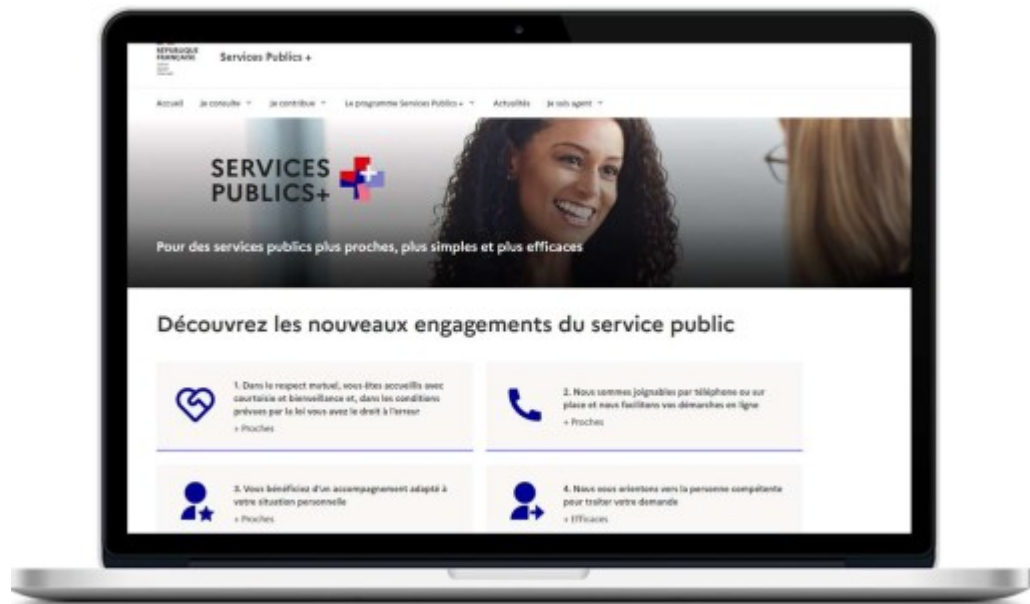 RÉPUBLIQUE
FRANÇAISE
Services Publics +
Accueil Je consulte Je contribue Le programme Services Publics + Actualités Je suis agent
SERVICES
PUBLICS+
Pour des services publics plus proches, plus simples et plus efficaces
Découvrez les nouveaux engagements du service public
1. Dans le respect mutuel, vous êtes accueillis avec
courtoisie et bienveillance et, dans les conditions
prévues par la loi vous avez le droit à l'erreur
+ Proches
2. Nous sommes joignables par téléphone ou sur
place et nous facilitons vos démarches en ligne
+ Proches
3. Vous bénéficiez d'un accompagnement adapté à
votre situation personnelle
+ Proches
4. Nous vous orientons vers la personne compétente
pour traiter votre demande
+ Efficaces